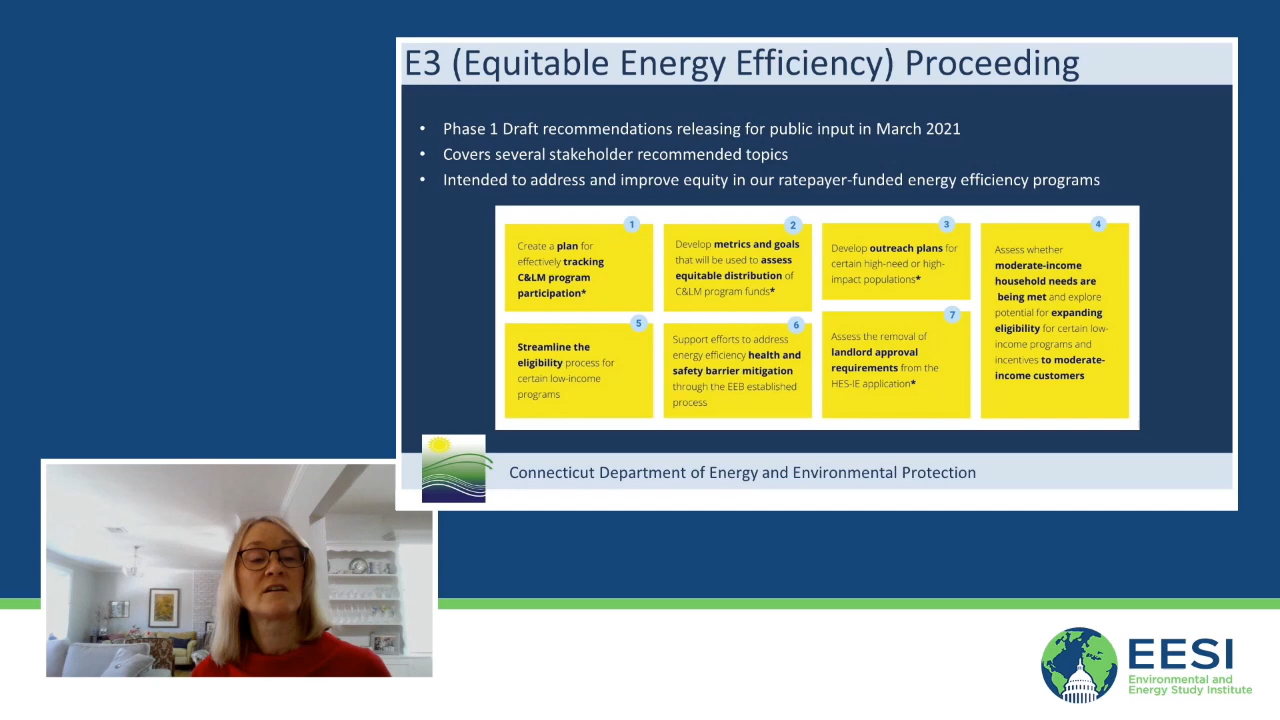 E3 (Equitable Energy Efficiency) Proceeding
• Phase 1 Draft recommendations releasing for public input in March 2021
• Covers several stakeholder recommended topics
• Intended to address and improve equity in our ratepayer-funded energy efficiency programs
1
Create a plan for
effectively tracking
C&LM program
participation*
2
Develop metrics and goals
that will be used to assess
equitable distribution of
C&LM program funds*
3
Develop outreach plans for
certain high-need or high-
impact populations*
4
Assess whether
moderate-income
household needs are
being met and explore
potential for expanding
eligibility for certain low-
income programs and
incentives to moderate-
income customers
5
Streamline the
eligibility process for
certain low-income
programs
6
Support efforts to address
energy efficiency health and
safety barrier mitigation
through the EEB established
process
7
Assess the removal of
landlord approval
requirements from the
HES-IE application*
Connecticut Department of Energy and Environmental Protection
EESI
Environmental and
Energy Study Institute